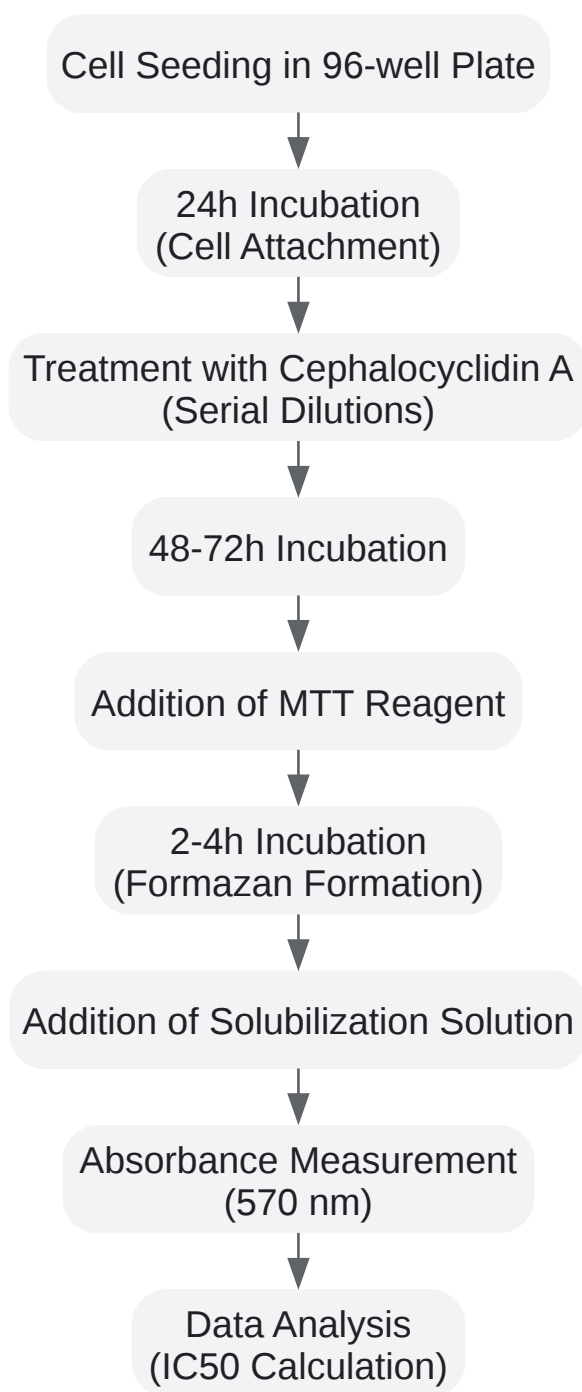 Cell Seeding in 96-well Plate
24h Incubation
(Cell Attachment)
Treatment with Cephalocyclidin A
(Serial Dilutions)
48-72h Incubation
Addition of MTT Reagent
2-4h Incubation
(Formazan Formation)
Addition of Solubilization Solution
Absorbance Measurement
(570 nm)
Data Analysis
(IC50 Calculation)